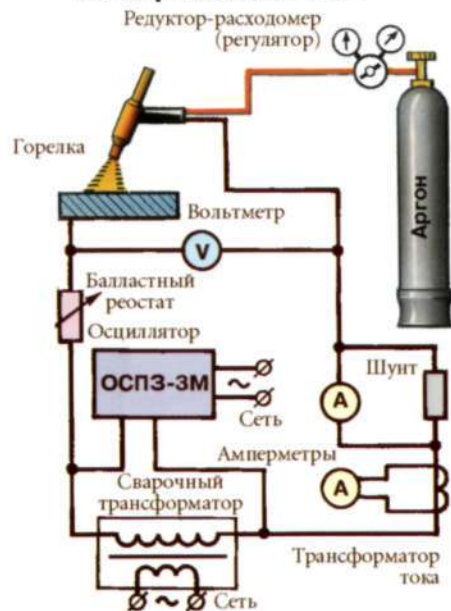 Редуктор-расходомер
(регулятор)
Горелка
Аргон
Вольтметр
V
Балластный
реостат
Осциллятор
ОСПЗ-3М
~
Сеть
Шунт
А
Амперметры
А
Сварочный
трансформатор
Трансформатор
тока
~ Сеть